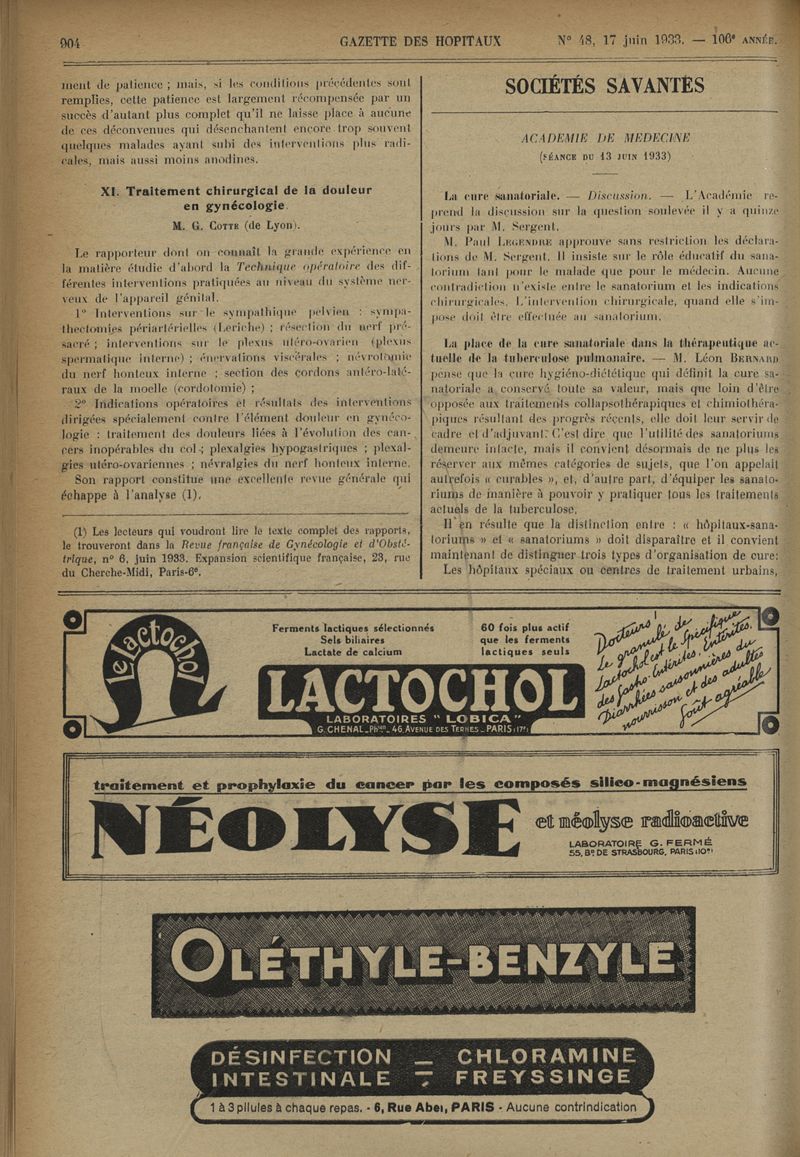 904
GAZETTE DES HOPITAUX
N° 48, 17 juin 1933. — 106e ANNÉE.
ment de patience ; mais, si les conditions précédentes sont
remplies, cette patience est largement récompensée par un
succès d'autant plus complet qu'il ne laisse place à aucune
de ces déconvenues qui désenchantent encore trop souvent
quelques malades ayant subi des interventions plus radi-
cales, mais aussi moins anodines.
XI. Traitement chirurgical de la douleur
en gynécologie.
M. G. COTTE (de Lyon).
Le rapporteur dont on connaît la grande expérience en
la matière étudie d'abord la Technique opératoire des dif-
férentes interventions pratiquées au niveau du système ner-
veux de l'appareil génital.
1° Interventions sur le sympathique pelvien : sympa-
thectomies périartérielles (Leriche) ; résection du nerf pré-
sacré ; interventions sur le plexus utéro-ovarien (plexus
spermatique interne) ; énervations viscérales ; névrotomie
du nerf honteux interne ; section des cordons antéro-laté-
raux de la moelle (cordotomie) ;
2° Indications opératoires et résultats des interventions
dirigées spécialement contre l'élément douleur en gynéco-
logie : traitement des douleurs liées à l'évolution des can-
cers inopérables du col ; plexalgies hypogastriques ; plexal-
gies utéro-ovariennes ; névralgies du nerf honteux interne.
Son rapport constitue une excellente revue générale qui
échappe à l'analyse (1).
(1) Les lecteurs qui voudront lire le texte complet des rapports,
le trouveront dans la Revue française de Gynécologie et d'Obsté-
trique, n° 6, juin 1933. Expansion scientifique française, 23, rue
du Cherche-Midi, Paris-6e.
SOCIÉTÉS SAVANTES
ACADEMIE DE MEDECINE
(SÉANCE DU 13 JUIN 1933)
La cure sanatoriale. — Discussion. — L'Académie re-
prend la discussion sur la question soulevée il y a quinze
jours par M. Sergent.
M. Paul LEGENDRE approuve sans restriction les déclara-
tions de M. Sergent. Il insiste sur le rôle éducatif du sana-
torium tant pour le malade que pour le médecin. Aucune
contradiction n'existe entre le sanatorium et les indications
chirurgicales. L'intervention chirurgicale, quand elle s'im-
pose doit être effectuée au sanatorium.
La place de la cure sanatoriale dans la thérapeutique ac-
tuelle de la tuberculose pulmonaire. — M. Léon BERNARD
pense que la cure hygiéno-diététique qui définit la cure sa-
natoriale a conservé toute sa valeur, mais que loin d'être
opposée aux traitements collapsothérapiques et chimiothéra-
piques résultant des progrès récents, elle doit leur servir de
cadre et d'adjuvant. C'est dire que l'utilité des sanatoriums
demeure intacte, mais il convient désormais de ne plus les
réserver aux mêmes catégories de sujets, que l'on appelait
autrefois « curables », et, d'autre part, d'équiper les sanato-
riums de manière à pouvoir y pratiquer tous les traitements
actuels de la tuberculose.
Il en résulte que la distinction entre : « hôpitaux-sana-
toriums » et « sanatoriums » doit disparaître et il convient
maintenant de distinguer trois types d'organisation de cure:
Les hôpitaux spéciaux ou centres de traitement urbains,
le lactochol
Ferments lactiques sélectionnés
Sels biliaires
Lactate de calcium
60 fois plus actif
que les ferments
lactiques seuls
LACTOCHOL
LABORATOIRES "LOBICA"
G. CHENAL_Phien_46, AVENUE DES TERNES_PARIS (17e)
Docteurs !
Le granulé de
Lactochol est le Spécifique
des Gastro-Entérites, Entérites,
Diarrhées saisonnières du
nourrisson et des adultes
Goût agréable
traitement et prophylaxie du cancer par les composés silico-magnésiens
NÉOLYSE
et néolyse radioactive
LABORATOIRE G. FERMÉ
55, Bd DE STRASBOURG, PARIS (10e)
OLÉTHYLE-BENZYLE
DÉSINFECTION — CHLORAMINE
INTESTINALE — FREYSSINGE
1 à 3 pilules à chaque repas. - 6, Rue Abel, PARIS - Aucune contrindication